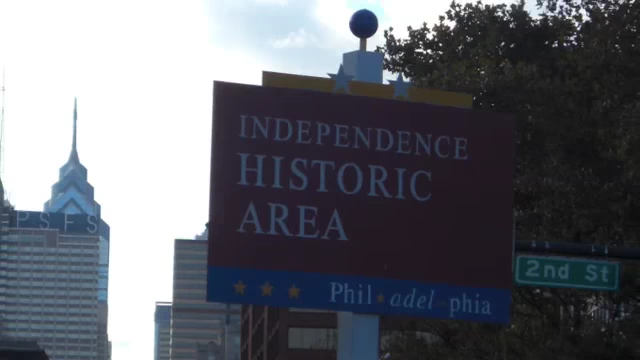 INDEPENDENCE
HISTORIC
AREA
Phil adel phia
2nd St
PSFS